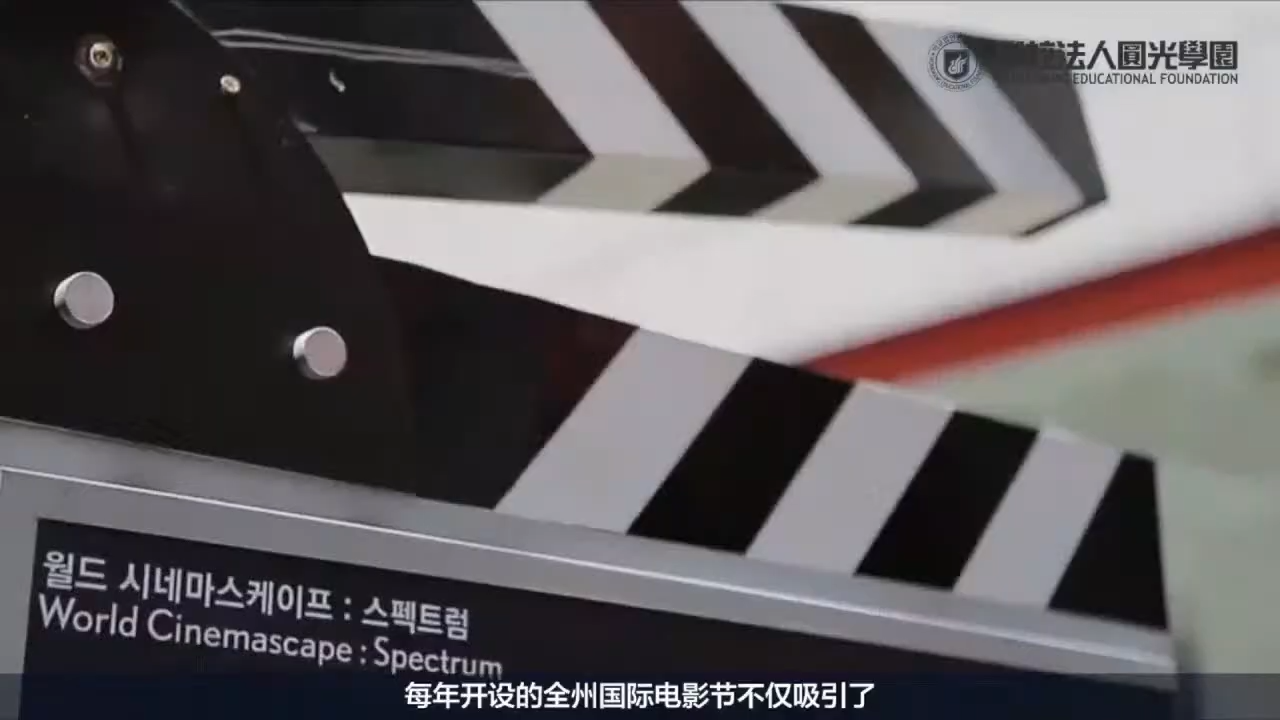 法人圓光學園
EDUCATIONAL FOUNDATION
월드 시네마스케이프 : 스펙트럼
World Cinemascape : Spectrum
每年开设的全州国际电影节不仅吸引了